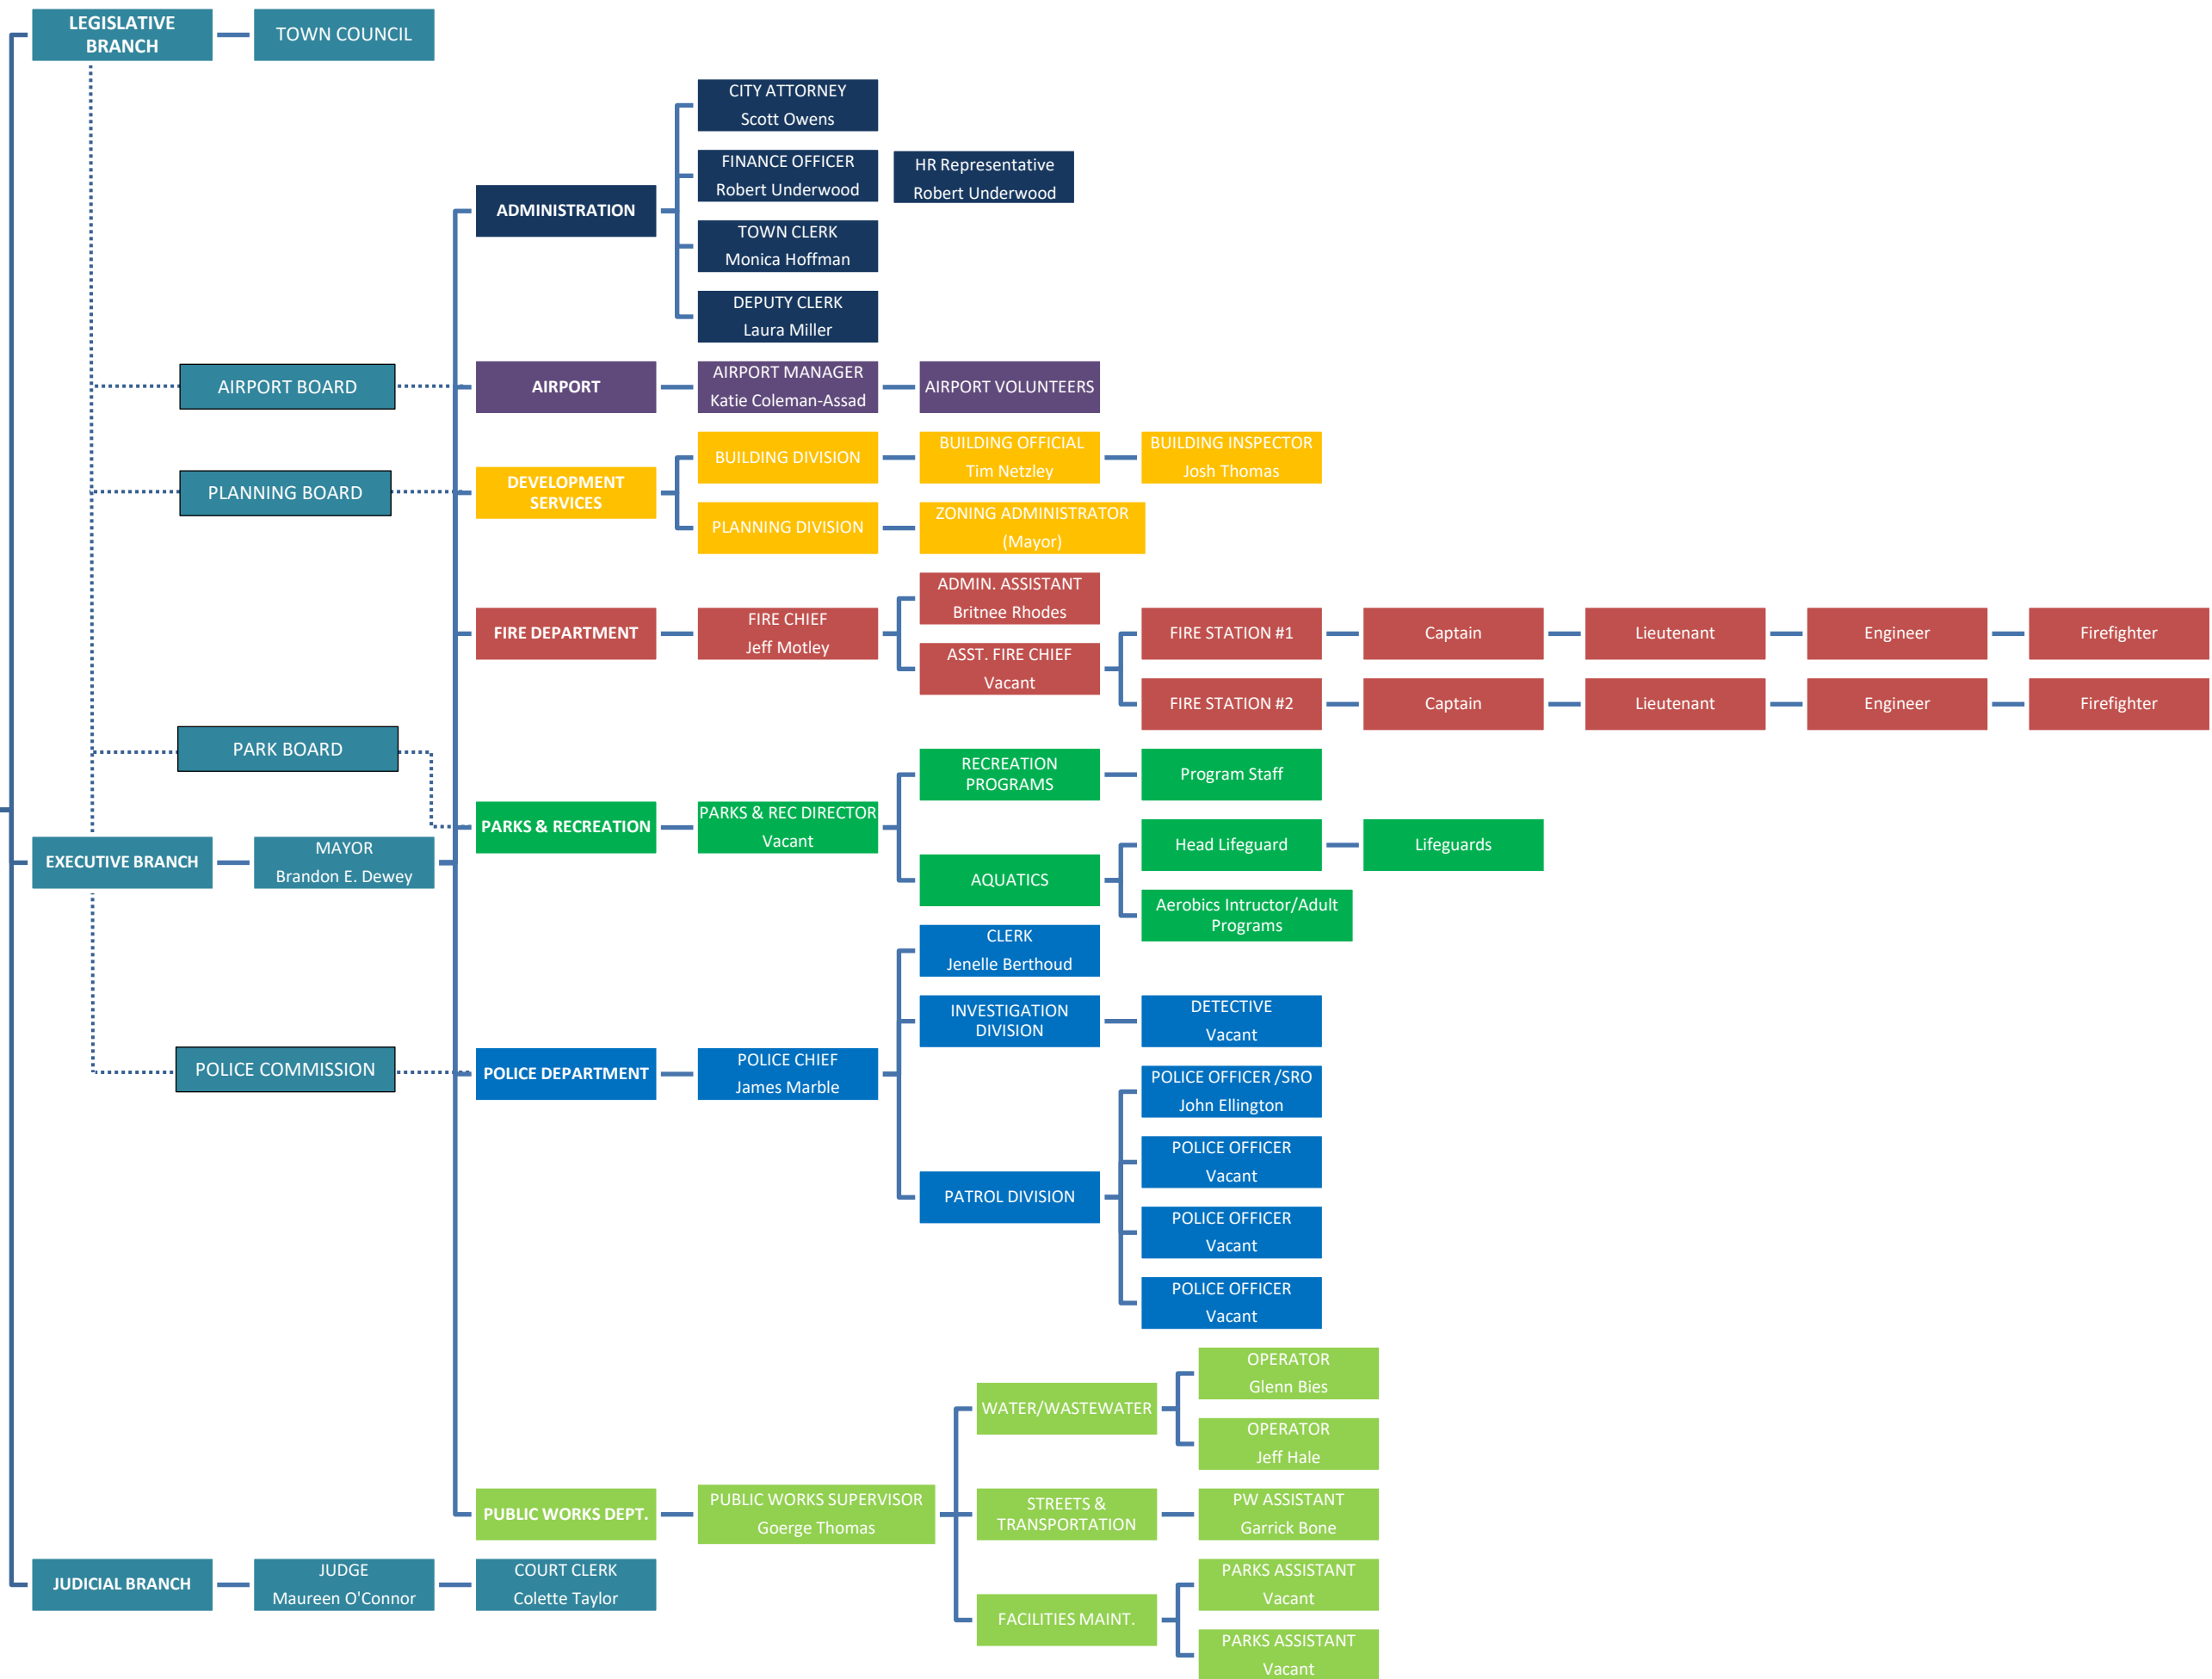 LEGISLATIVE
BRANCH
TOWN COUNCIL
CITY ATTORNEY
Scott Owens
FINANCE OFFICER
Robert Underwood
HR Representative
Robert Underwood
ADMINISTRATION
TOWN CLERK
Monica Hoffman
DEPUTY CLERK
Laura Miller
AIRPORT BOARD
AIRPORT
AIRPORT MANAGER
Katie Coleman-Assad
AIRPORT VOLUNTEERS
PLANNING BOARD
DEVELOPMENT
SERVICES
BUILDING DIVISION
BUILDING OFFICIAL
Tim Netzley
BUILDING INSPECTOR
Josh Thomas
PLANNING DIVISION
ZONING ADMINISTRATOR
(Mayor)
FIRE DEPARTMENT
FIRE CHIEF
Jeff Motley
ADMIN. ASSISTANT
Britnee Rhodes
ASST. FIRE CHIEF
Vacant
FIRE STATION #1
Captain
Lieutenant
Engineer
Firefighter
FIRE STATION #2
Captain
Lieutenant
Engineer
Firefighter
PARK BOARD
PARKS & RECREATION
PARKS & REC DIRECTOR
Vacant
RECREATION
PROGRAMS
Program Staff
AQUATICS
Head Lifeguard
Lifeguards
Aerobics Intructor/Adult
Programs
EXECUTIVE BRANCH
MAYOR
Brandon E. Dewey
POLICE COMMISSION
POLICE DEPARTMENT
POLICE CHIEF
James Marble
CLERK
Jenelle Berthoud
INVESTIGATION
DIVISION
DETECTIVE
Vacant
PATROL DIVISION
POLICE OFFICER /SRO
John Ellington
POLICE OFFICER
Vacant
POLICE OFFICER
Vacant
POLICE OFFICER
Vacant
PUBLIC WORKS DEPT.
PUBLIC WORKS SUPERVISOR
Goerge Thomas
WATER/WASTEWATER
OPERATOR
Glenn Bies
OPERATOR
Jeff Hale
STREETS &
TRANSPORTATION
PW ASSISTANT
Garrick Bone
FACILITIES MAINT.
PARKS ASSISTANT
Vacant
PARKS ASSISTANT
Vacant
JUDICIAL BRANCH
JUDGE
Maureen O'Connor
COURT CLERK
Colette Taylor